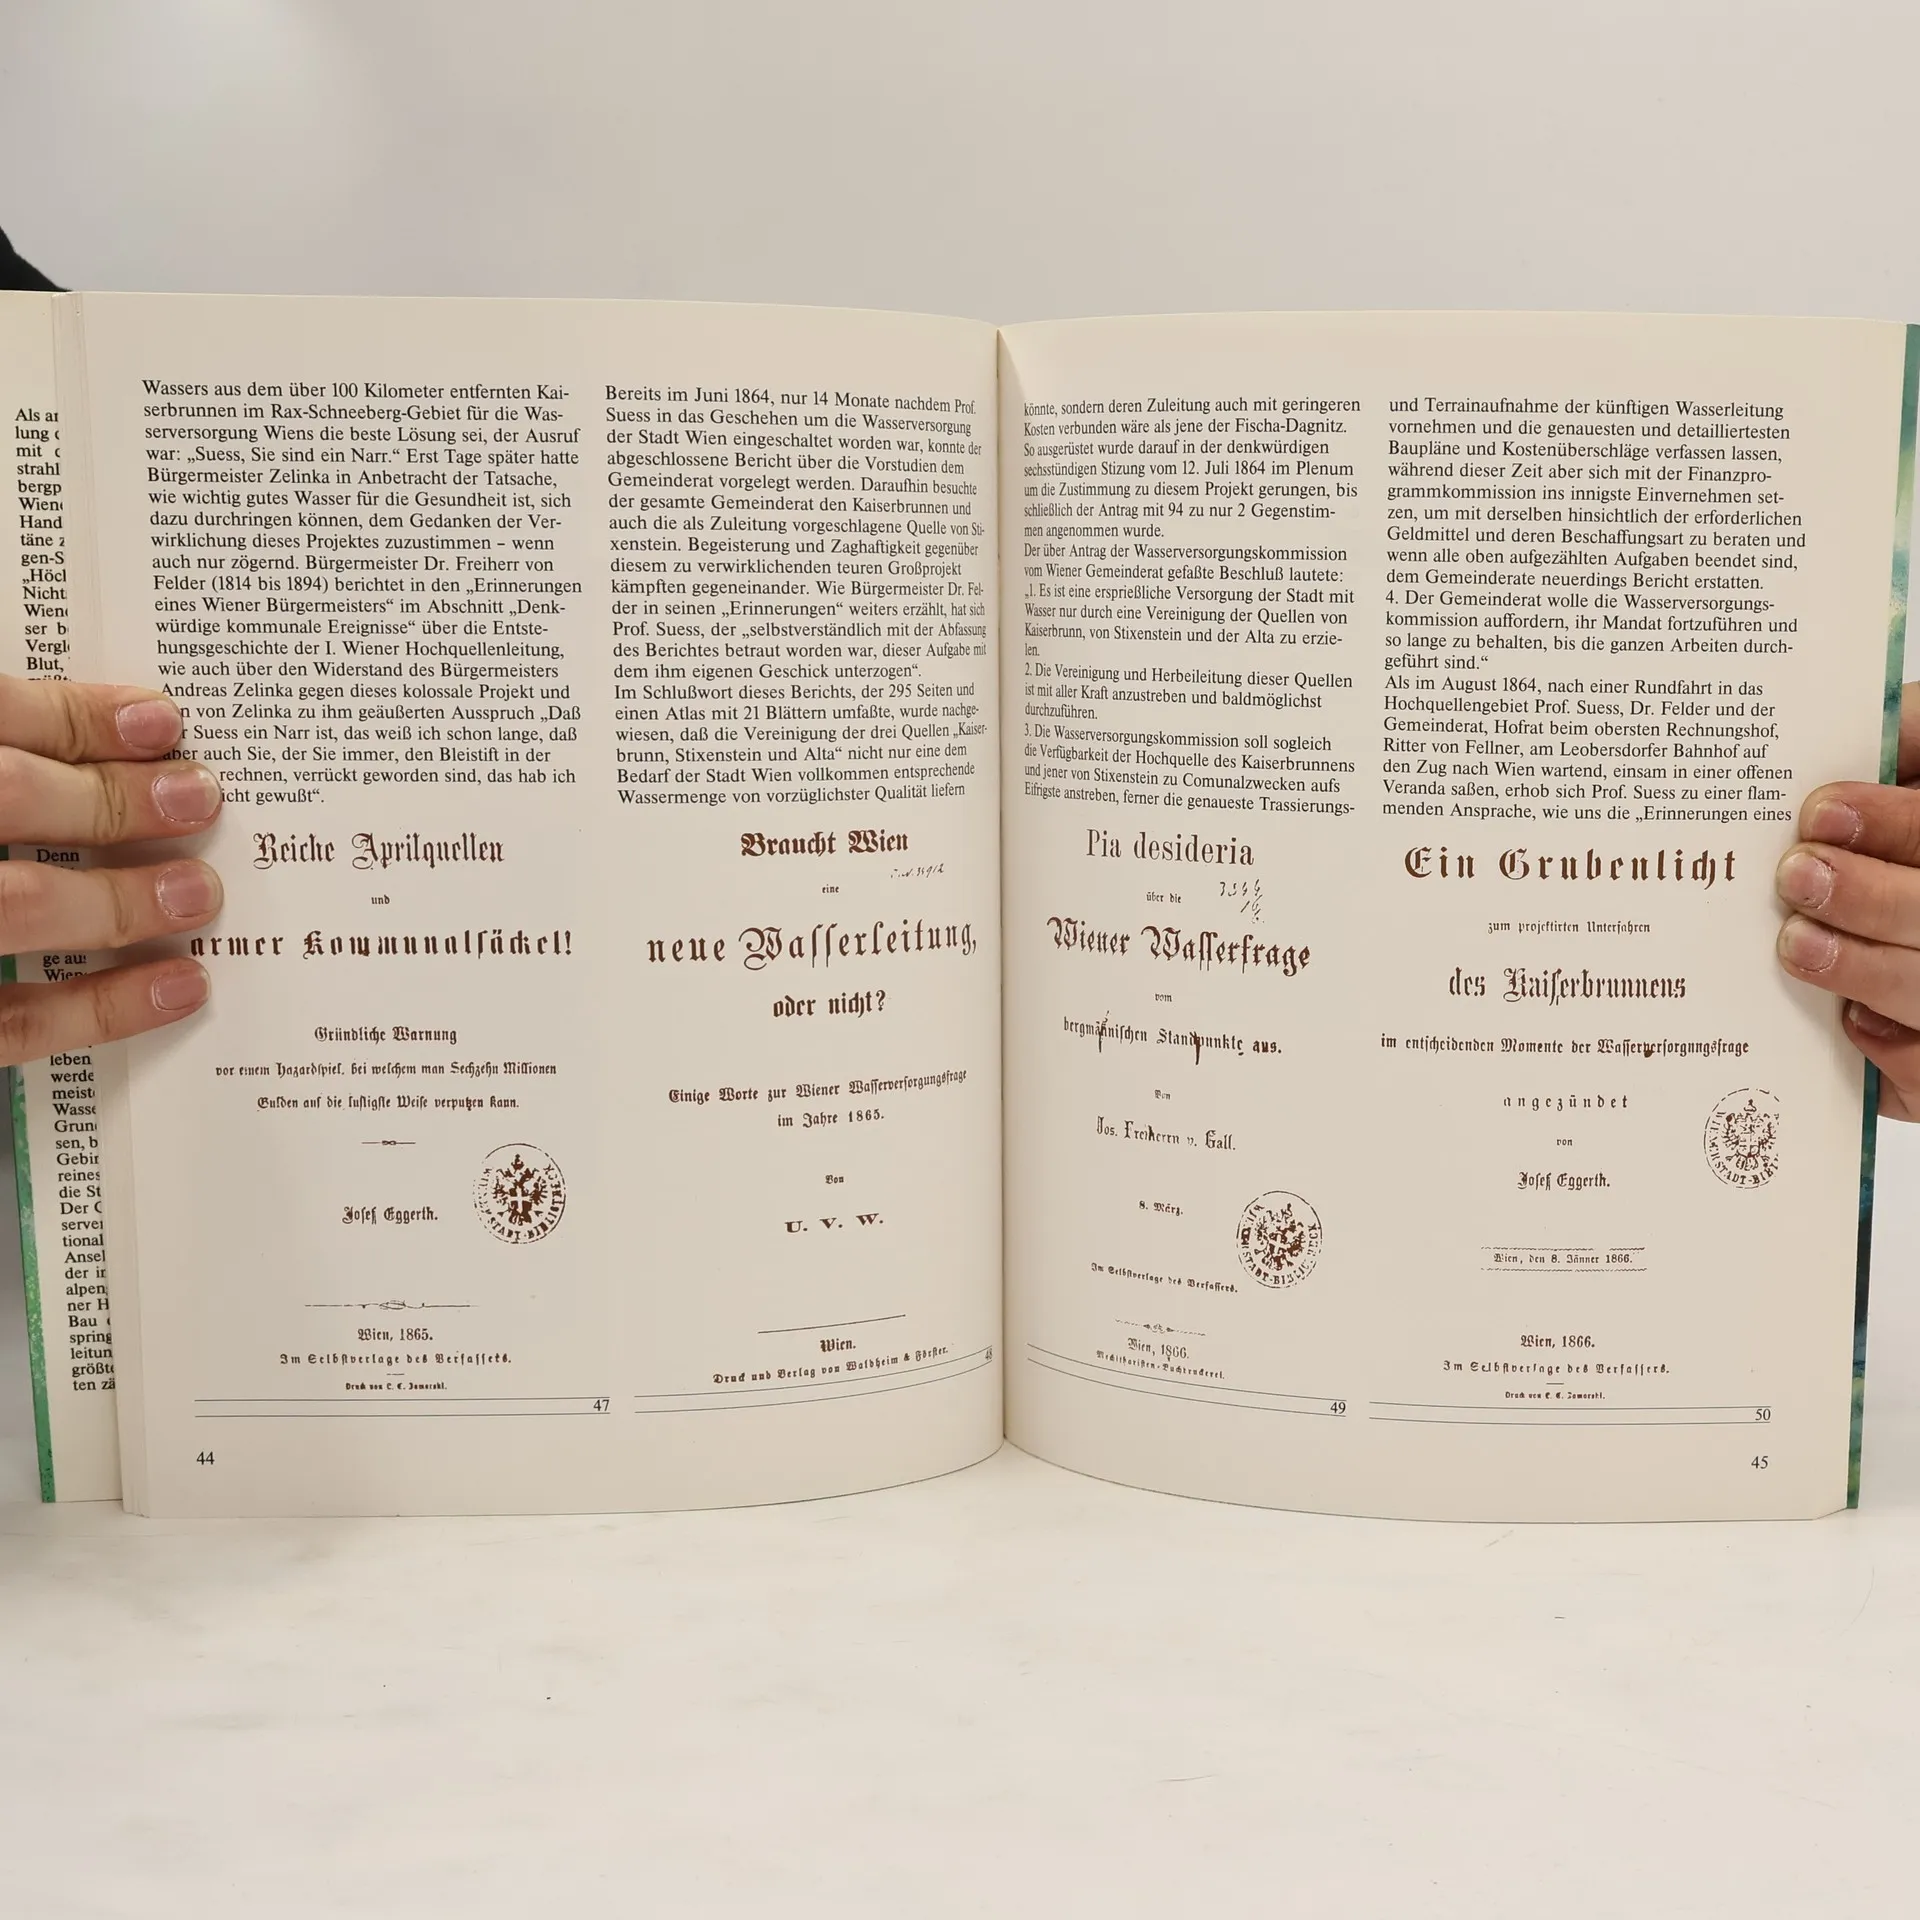 Wassers aus dem über 100 Kilometer entfernten Kai-
serbrunnen im Rax-Schneeberg-Gebiet für die Was-
serversorgung Wiens die beste Lösung sei, der Ausruf
war: „Suess, Sie sind ein Narr.“ Erst Tage später hatte
Bürgermeister Zelinka in Anbetracht der Tatsache,
wie wichtig gutes Wasser für die Gesundheit ist, sich
dazu durchringen können, dem Gedanken der Ver-
wirklichung dieses Projektes zuzustimmen – wenn
auch nur zögernd. Bürgermeister Dr. Freiherr von
Felder (1814 bis 1894) berichtet in den „Erinnerungen
eines Wiener Bürgermeisters“ im Abschnitt „Denk-
würdige kommunale Ereignisse“ über die Entste-
hungsgeschichte der I. Wiener Hochquellenleitung,
wie auch über den Widerstand des Bürgermeisters
Andreas Zelinka gegen dieses kolossale Projekt und
n von Zelinka zu ihm geäußerten Ausspruch „Daß
r Suess ein Narr ist, das weiß ich schon lange, daß
aber auch Sie, der Sie immer, den Bleistift in der
rechnen, verrückt geworden sind, das hab ich
icht gewußt“.
Reiche Aprilquellen
und
armer Kommunalsäckel!
Gründliche Warnung
vor einem Hazardspiel, bei welchem man Sechzehn Millionen
Gulden auf die lustigste Weise verputzen kann.
Josef Eggerth.
Wien, 1865.
Im Selbstverlage des Verfassers.
Druck von L. C. Zamarski.
47
44
Bereits im Juni 1864, nur 14 Monate nachdem Prof.
Suess in das Geschehen um die Wasserversorgung
der Stadt Wien eingeschaltet worden war, konnte der
abgeschlossene Bericht über die Vorstudien dem
Gemeinderat vorgelegt werden. Daraufhin besuchte
der gesamte Gemeinderat den Kaiserbrunnen und
auch die als Zuleitung vorgeschlagene Quelle von Sti-
xenstein. Begeisterung und Zaghaftigkeit gegenüber
diesem zu verwirklichenden teuren Großprojekt
kämpften gegeneinander. Wie Bürgermeister Dr. Fel-
der in seinen „Erinnerungen“ weiters erzählt, hat sich
Prof. Suess, der „selbstverständlich mit der Abfassung
des Berichtes betraut worden war, dieser Aufgabe mit
dem ihm eigenen Geschick unterzogen“.
Im Schlußwort dieses Berichts, der 295 Seiten und
einen Atlas mit 21 Blättern umfaßte, wurde nachge-
wiesen, daß die Vereinigung der drei Quellen „Kaiser-
brunn, Stixenstein und Alta“ nicht nur eine dem
Bedarf der Stadt Wien vollkommen entsprechende
Wassermenge von vorzüglichster Qualität liefern
Braucht Wien
eine
neue Wasserleitung,
oder nicht?
Einige Worte zur Wiener Wasserversorgungsfrage
im Jahre 1865.
Von
U. V. W.
Wien.
Druck und Verlag von Waldheim & Förster.
48
könnte, sondern deren Zuleitung auch mit geringeren
Kosten verbunden wäre als jene der Fischa-Dagnitz.
So ausgerüstet wurde darauf in der denkwürdigen
sechsstündigen Stizung vom 12. Juli 1864 im Plenum
um die Zustimmung zu diesem Projekt gerungen, bis
schließlich der Antrag mit 94 zu nur 2 Gegenstim-
men angenommen wurde.
Der über Antrag der Wasserversorgungskommission
vom Wiener Gemeinderat gefaßte Beschluß lautete:
„1. Es ist eine ersprießliche Versorgung der Stadt mit
Wasser nur durch eine Vereinigung der Quellen von
Kaiserbrunn, von Stixenstein und der Alta zu erzie-
len.
2. Die Vereinigung und Herbeileitung dieser Quellen
ist mit aller Kraft anzustreben und baldmöglichst
durchzuführen.
3. Die Wasserversorgungskommission soll sogleich
die Verfügbarkeit der Hochquelle des Kaiserbrunnens
und jener von Stixenstein zu Comunalzwecken aufs
Eifrigste anstreben, ferner die genaueste Trassierungs-
Pia desideria
über die
Wiener Wasserfrage
vom
bergmännischen Standpunkte aus.
Von
Jos. Freiherrn v. Gall.
8. März.
Im Selbstverlage des Verfassers.
Wien, 1866.
Mechitharisten-Buchdruckerei.
49
und Terrainaufnahme der künftigen Wasserleitung
vornehmen und die genauesten und detailliertesten
Baupläne und Kostenüberschläge verfassen lassen,
während dieser Zeit aber sich mit der Finanzpro-
grammkommission ins innigste Einvernehmen set-
zen, um mit derselben hinsichtlich der erforderlichen
Geldmittel und deren Beschaffungsart zu beraten und
wenn alle oben aufgezählten Aufgaben beendet sind,
dem Gemeinderate neuerdings Bericht erstatten.
4. Der Gemeinderat wolle die Wasserversorgungs-
kommission auffordern, ihr Mandat fortzuführen und
so lange zu behalten, bis die ganzen Arbeiten durch-
geführt sind.“
Als im August 1864, nach einer Rundfahrt in das
Hochquellengebiet Prof. Suess, Dr. Felder und der
Gemeinderat, Hofrat beim obersten Rechnungshof,
Ritter von Fellner, am Leobersdorfer Bahnhof auf
den Zug nach Wien wartend, einsam in einer offenen
Veranda saßen, erhob sich Prof. Suess zu einer flam-
menden Ansprache, wie uns die „Erinnerungen eines
Ein Grubenlicht
zum projektirten Unterfahren
des Kaiserbrunnens
im entscheidenden Momente der Wasserversorgungsfrage
angezündet
von
Josef Eggerth.
Wien, den 8. Jänner 1866.
Wien, 1866.
Im Selbstverlage des Verfassers.
Druck von L. C. Zamarski.
50
45